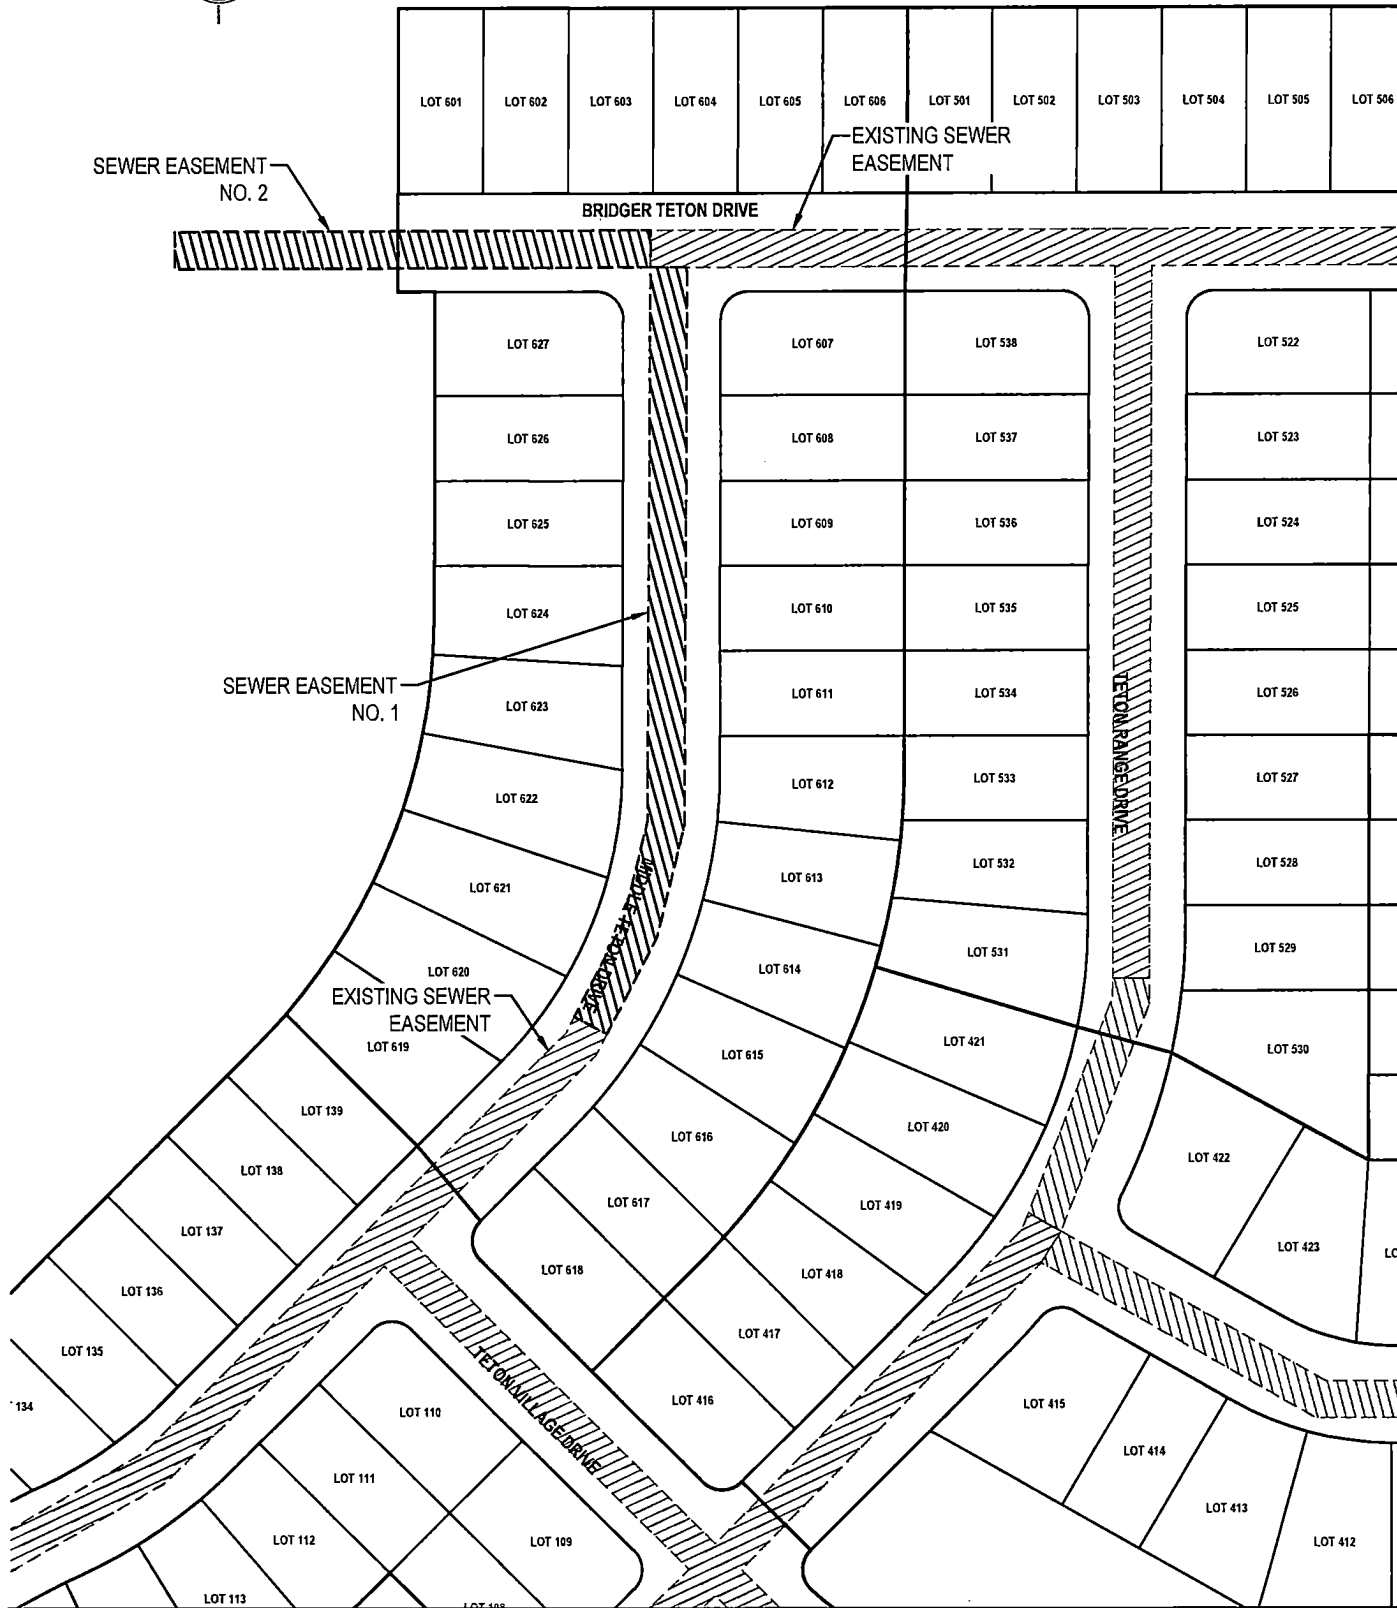 LOT 601
LOT 602
LOT 603
LOT 604
LOT 605
LOT 606
LOT 501
LOT 502
LOT 503
LOT 504
LOT 505
LOT 506
EXISTING SEWER
EASEMENT
SEWER EASEMENT
NO. 2
BRIDGER TETON DRIVE
LOT 627
LOT 607
LOT 538
LOT 522
LOT 626
LOT 608
LOT 537
LOT 523
LOT 625
LOT 609
LOT 536
LOT 524
LOT 624
LOT 610
LOT 535
LOT 525
SEWER EASEMENT
NO. 1
LOT 623
LOT 611
LOT 534
LOT 526
TETON RANGE DRIVE
LOT 622
LOT 612
LOT 533
LOT 527
LOT 621
LOT 613
LOT 532
LOT 528
MIDDLE TETON DRIVE
LOT 620
LOT 614
LOT 531
LOT 529
EXISTING SEWER
EASEMENT
LOT 619
LOT 615
LOT 421
LOT 530
LOT 139
LOT 616
LOT 420
LOT 422
LOT 138
LOT 617
LOT 419
LOT 137
LOT 618
LOT 418
LOT 423
LO
LOT 136
LOT 417
LOT 135
LOT 416
TETON VILLAGE DRIVE
LOT 415
134
LOT 110
LOT 414
LOT 111
LOT 413
LOT 112
LOT 109
LOT 412
LOT 113
LOT 108